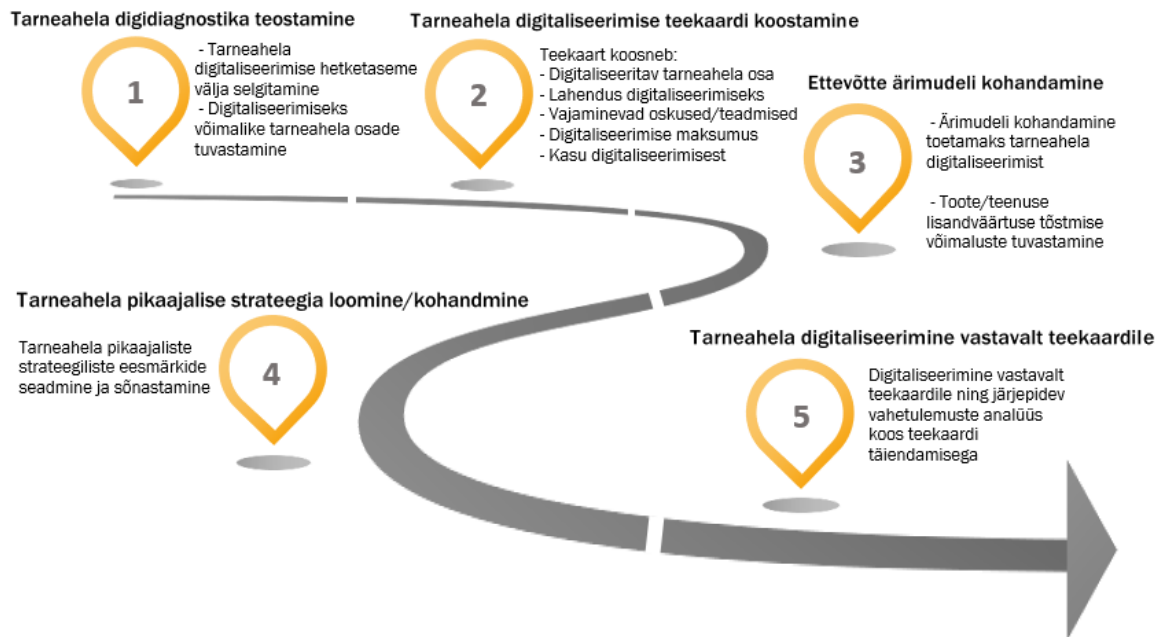 Tarneahela digidiagnostika teostamine
1
- Tarneahela
digitaliseerimise hetketaseme
välja selgitamine
- Digitaliseerimiseks
võimalike tarneahela osade
tuvastamine
Tarneahela digitaliseerimise teekaardi koostamine
2
Teekaart koosneb:
- Digitaliseeritav tarneahela osa
- Lahendus digitaliseerimiseks
- Vajaminevad oskused/teadmised
- Digitaliseerimise maksumus
- Kasu digitaliseerimisest
Ettevõtte ärimudeli kohandamine
3
- Ärimudeli kohandamine
toetamaks tarneahela
digitaliseerimist
- Toote/teenuse
lisandväärtuse tõstmise
võimaluste tuvastamine
Tarneahela pikaajalise strateegia loomine/kohandmine
Tarneahela pikaajaliste
strateegiliste eesmärkide
seadmine ja sõnastamine
4
Tarneahela digitaliseerimine vastavalt teekaardile
5
Digitaliseerimine vastavalt
teekaardile ning järjepidev
vahetulemuste analüüs
koos teekaardi
täiendamisega